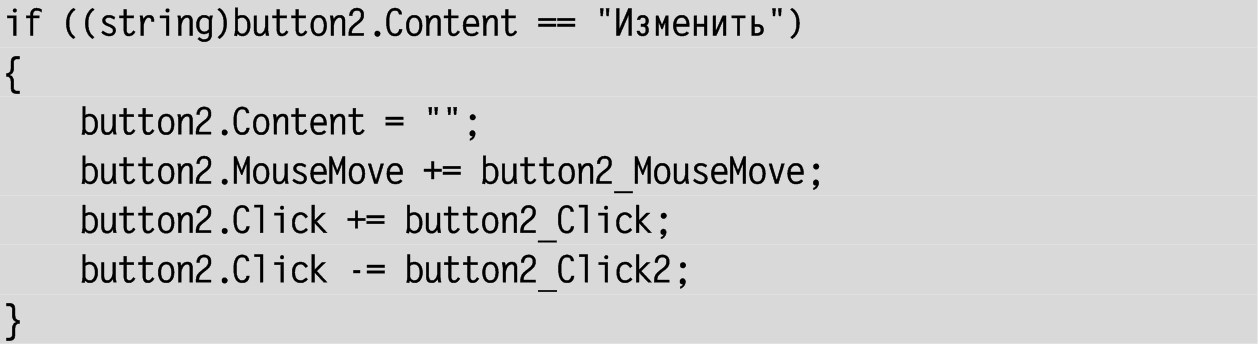 if ((string)button2.Content == "Изменить")
{
    button2.Content = "";
    button2.MouseMove += button2_MouseMove;
    button2.Click += button2_Click;
    button2.Click -= button2_Click2;
}